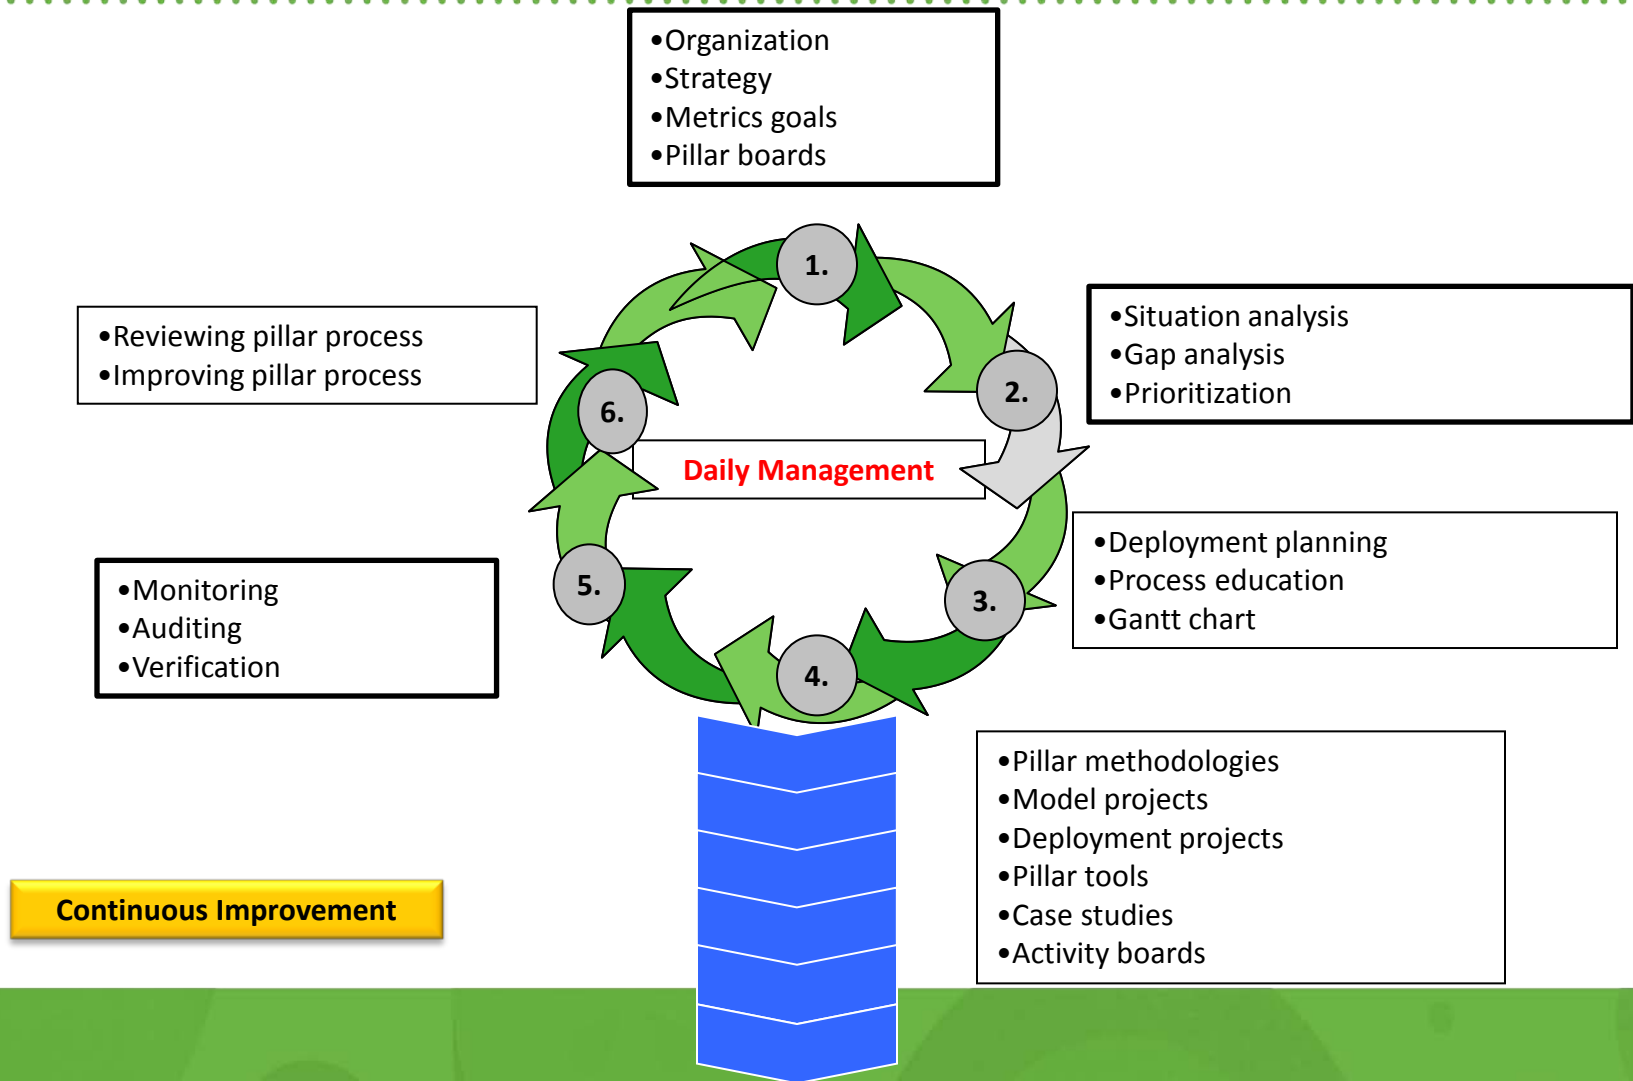 •Organization
•Strategy
•Metrics goals
•Pillar boards
1.
•Situation analysis
•Gap analysis
•Prioritization
2.
•Deployment planning
•Process education
•Gantt chart
3.
•Pillar methodologies
•Model projects
•Deployment projects
•Pillar tools
•Case studies
•Activity boards
4.
•Monitoring
•Auditing
•Verification
5.
•Reviewing pillar process
•Improving pillar process
6.
Daily Management
Continuous Improvement